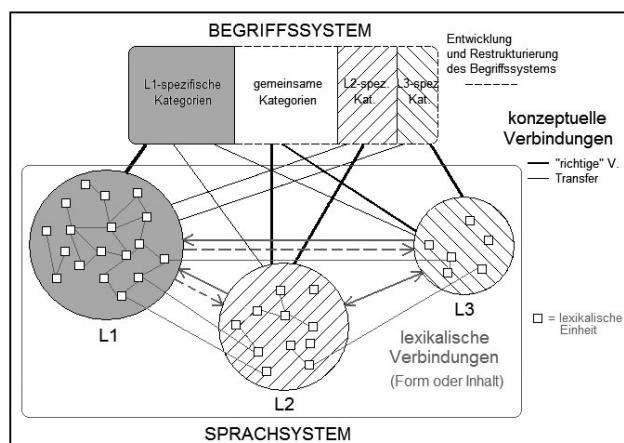 BEGRIFFSSYSTEM
Entwicklung
und Restrukturierung
des Begriffsystems
L1-spezifische
Kategorien
gemeinsame
Kategorien
L2-spez.
Kat.
L3-spez.
Kat.
konzeptuelle
Verbindungen
"richtige" V.
Transfer
L1
L2
L3
lexikalische
Verbindungen
(Form oder Inhalt)
= lexikalische
Einheit
SPRACHSYSTEM